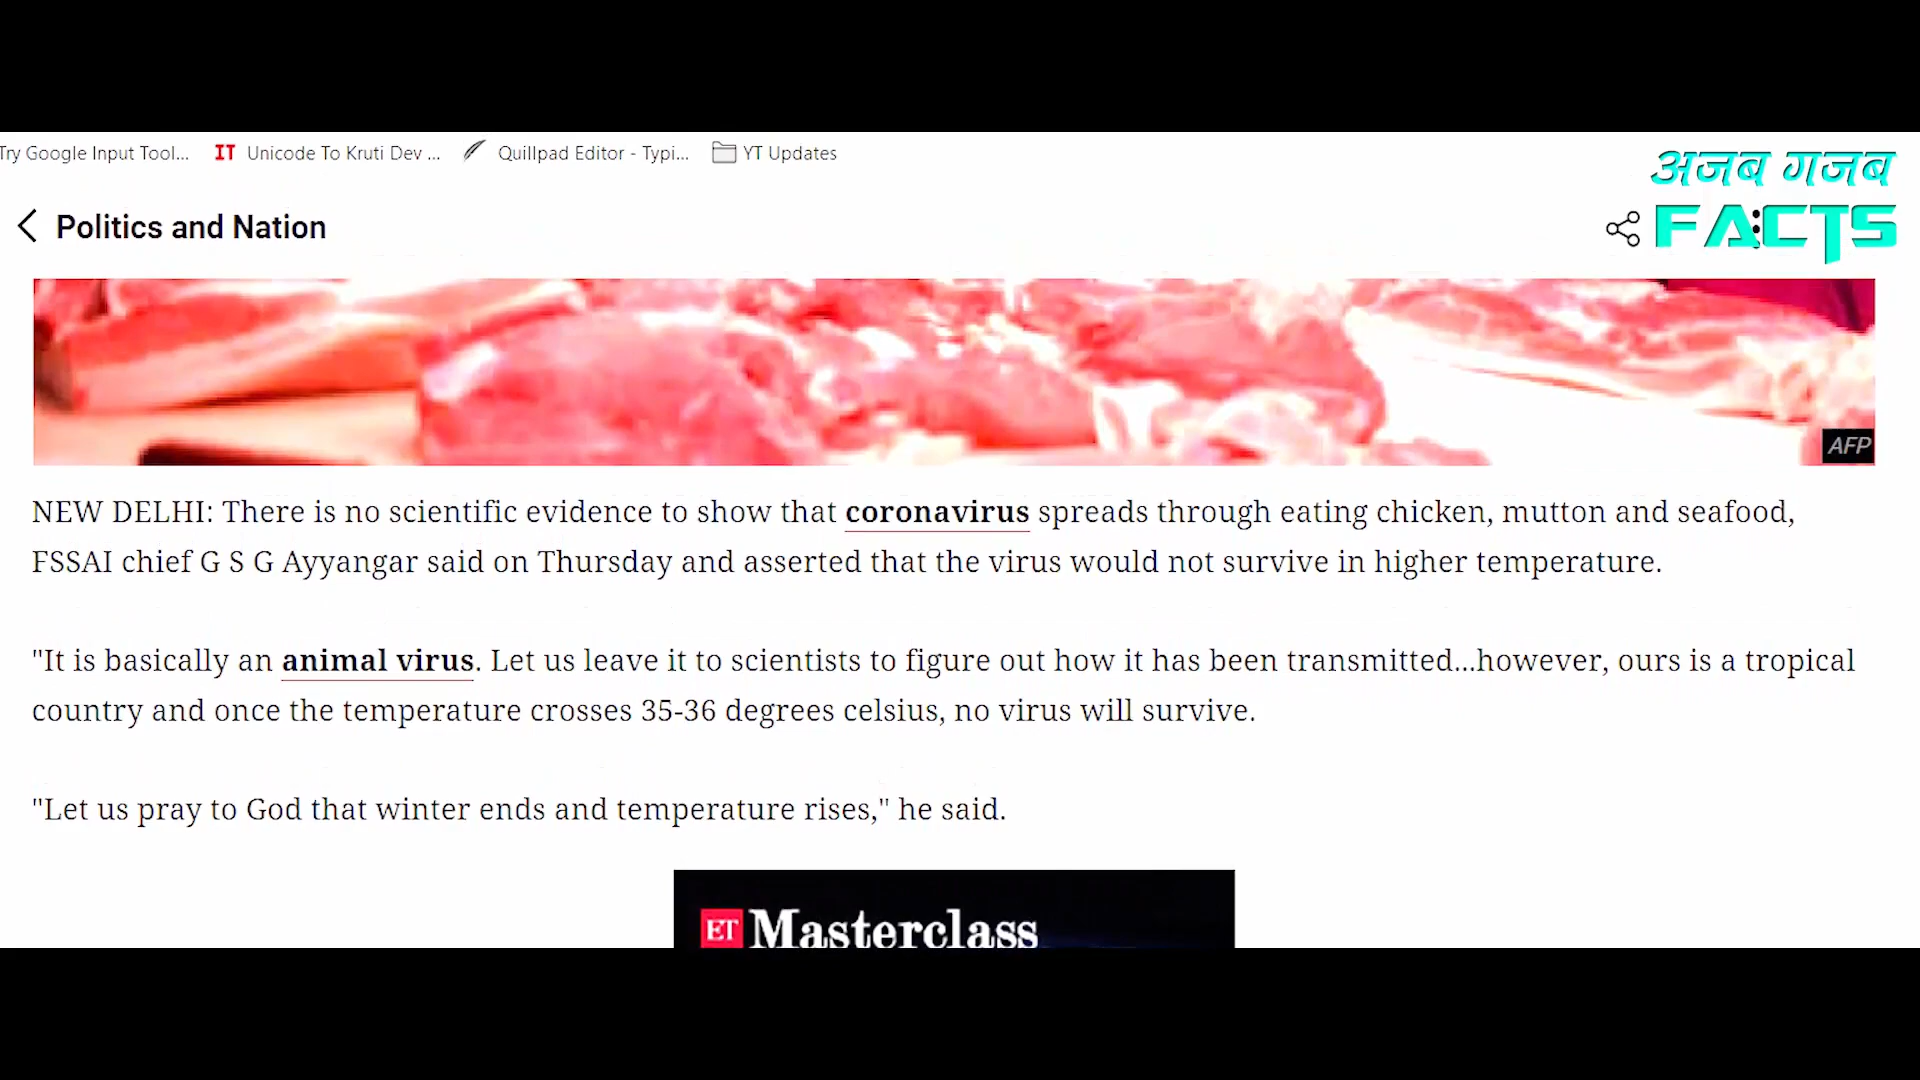 Try Google Input Tool... IT Unicode To Kruti Dev ... Quillpad Editor - Typi... YT Updates
अजब गजब
FACTS
Politics and Nation
AFP
NEW DELHI: There is no scientific evidence to show that coronavirus spreads through eating chicken, mutton and seafood,
FSSAI chief G S G Ayyangar said on Thursday and asserted that the virus would not survive in higher temperature.
"It is basically an animal virus. Let us leave it to scientists to figure out how it has been transmitted...however, ours is a tropical
country and once the temperature crosses 35-36 degrees celsius, no virus will survive.
"Let us pray to God that winter ends and temperature rises," he said.
ET Masterclass